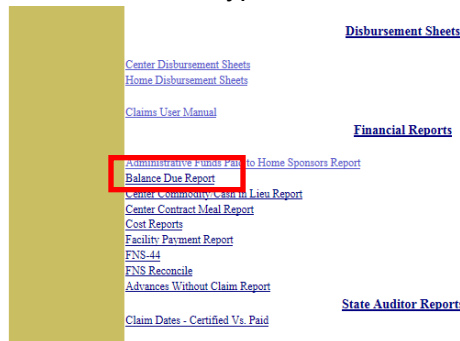 Disbursement Sheets
Center Disbursement Sheets
Home Disbursement Sheets
Claims User Manual
Financial Reports
Administrative Funds Paid to Home Sponsors Report
Balance Due Report
Center Commodity/Cash in Lieu Report
Center Contract Meal Report
Cost Reports
Facility Payment Report
FNS-44
FNS Reconcile
Advances Without Claim Report
State Auditor Reports
Claim Dates - Certified Vs. Paid